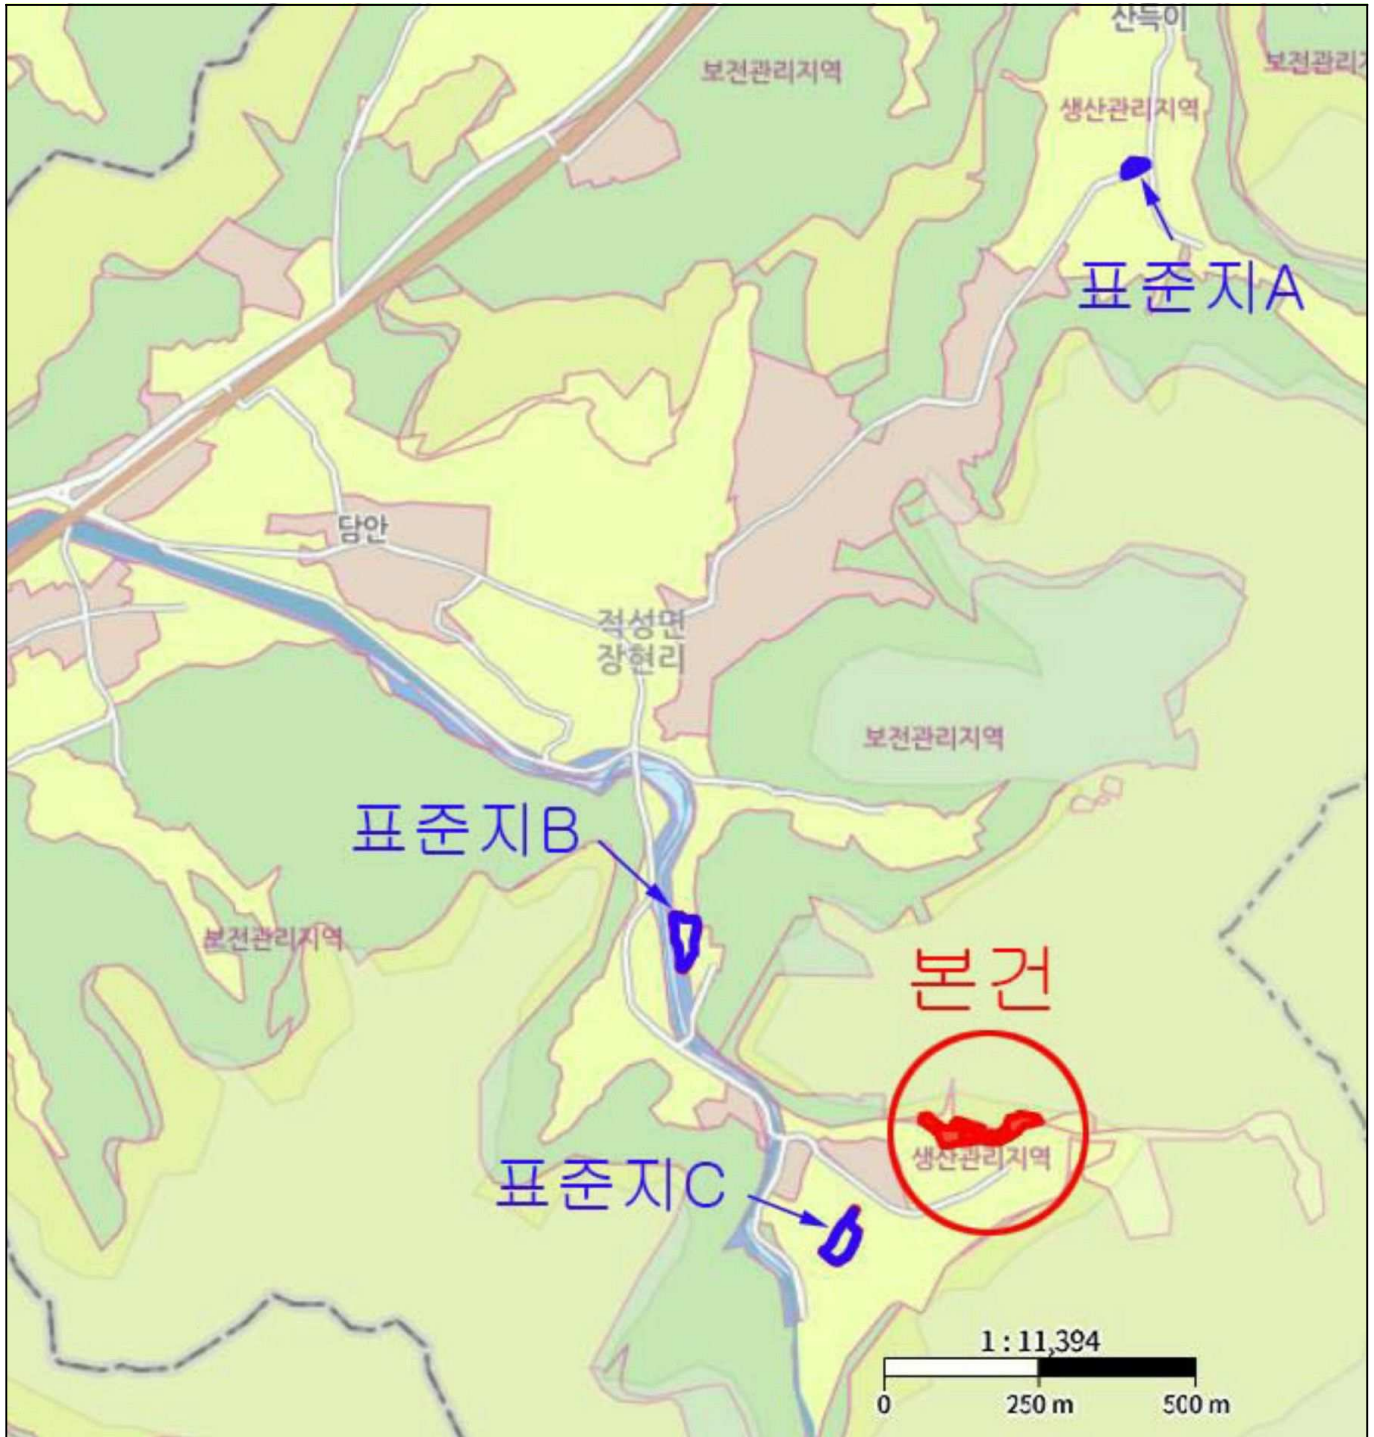 산득이
보전관리지역
보전관리지
생산관리지역
표준지A
담안
적성면
장현리
보전관리지역
표준지B
보전관리지역
본건
생산관리지역
표준지C
1 : 11,394
0 250 m 500 m